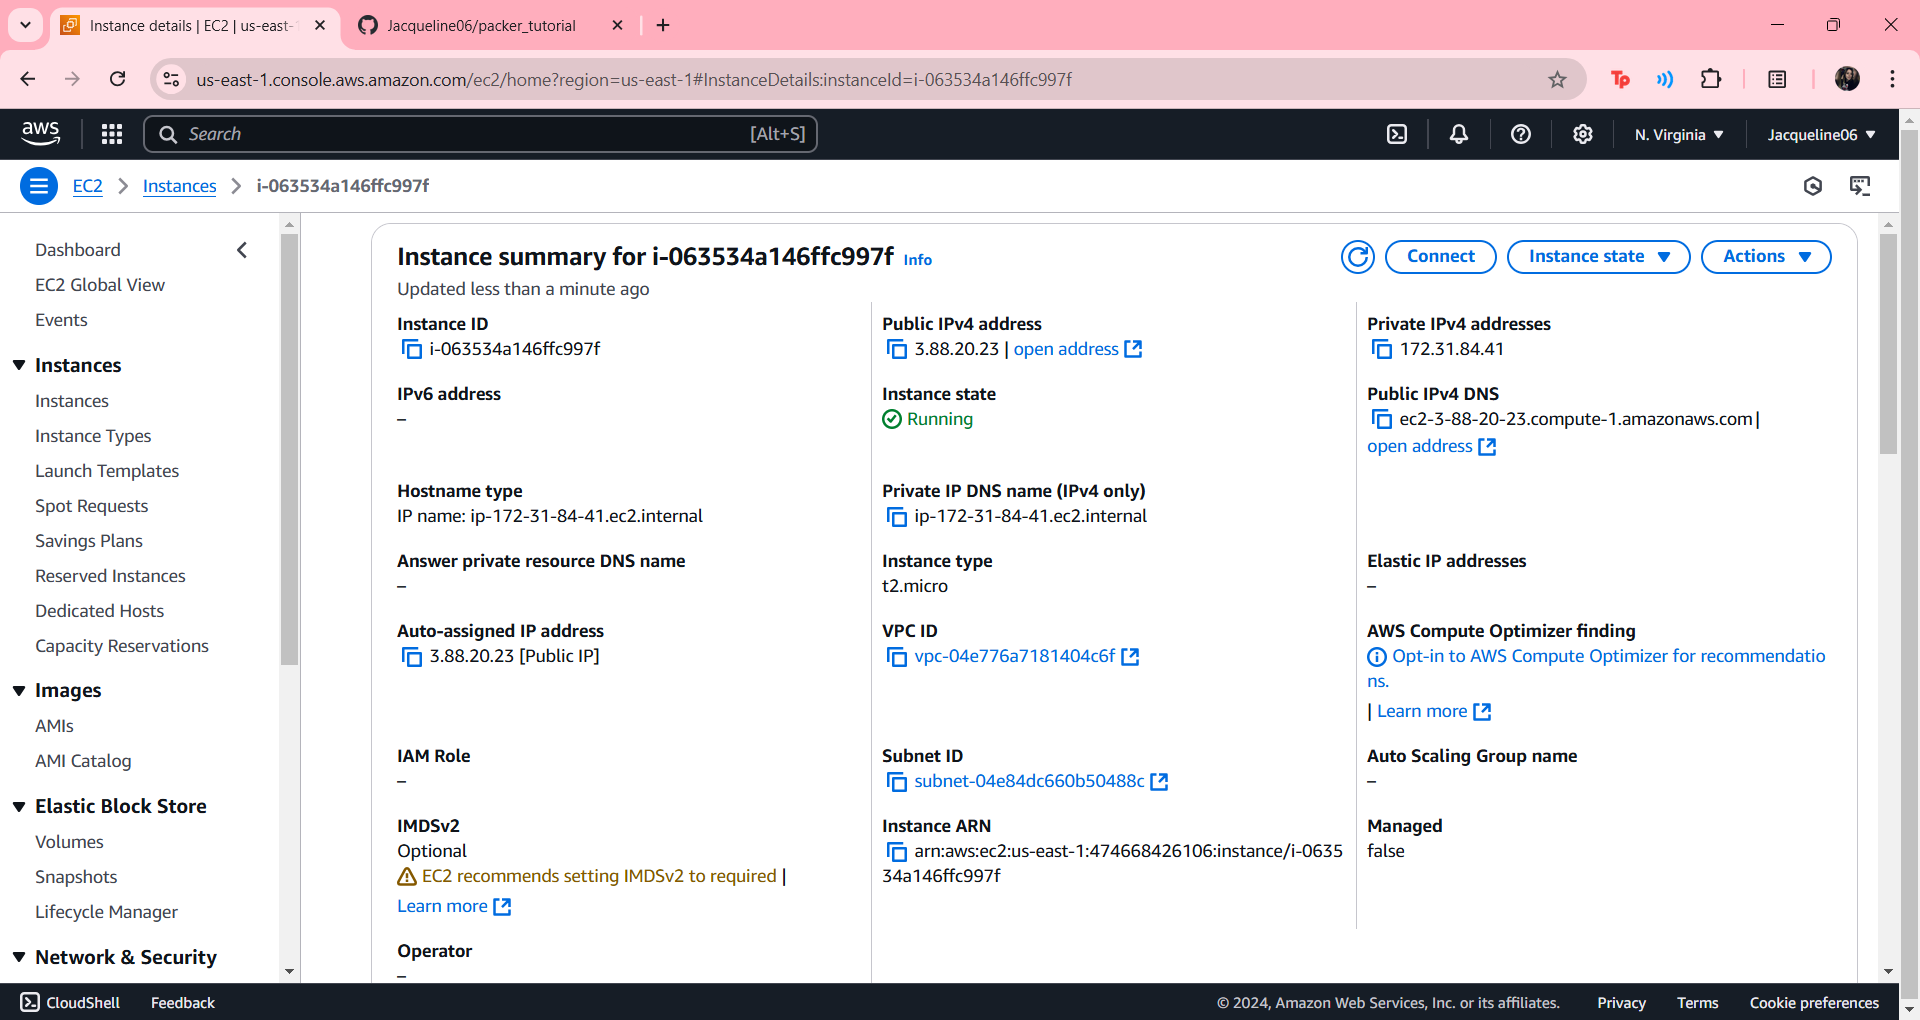 Instance details | EC2 | us-east-
Jacqueline06/packer_tutorial
us-east-1.console.aws.amazon.com/ec2/home?region=us-east-1#InstanceDetails:instanceId=i-063534a146ffc997f
Tp
aws
Search
[Alt+S]
N. Virginia
Jacqueline06
EC2
Instances
i-063534a146ffc997f
Dashboard
EC2 Global View
Events
Instances
Instances
Instance Types
Launch Templates
Spot Requests
Savings Plans
Reserved Instances
Dedicated Hosts
Capacity Reservations
Images
AMIs
AMI Catalog
Elastic Block Store
Volumes
Snapshots
Lifecycle Manager
Network & Security
Instance summary for i-063534a146ffc997f Info
Updated less than a minute ago
Connect
Instance state
Actions
Instance ID
i-063534a146ffc997f
Public IPv4 address
3.88.20.23 | open address
Private IPv4 addresses
172.31.84.41
IPv6 address
–
Instance state
Running
Public IPv4 DNS
ec2-3-88-20-23.compute-1.amazonaws.com |
open address
Hostname type
IP name: ip-172-31-84-41.ec2.internal
Private IP DNS name (IPv4 only)
ip-172-31-84-41.ec2.internal
Answer private resource DNS name
–
Instance type
t2.micro
Elastic IP addresses
–
Auto-assigned IP address
3.88.20.23 [Public IP]
VPC ID
vpc-04e776a7181404c6f
AWS Compute Optimizer finding
Opt-in to AWS Compute Optimizer for recommendatio
ns.
| Learn more
IAM Role
–
Subnet ID
subnet-04e84dc660b50488c
Auto Scaling Group name
–
IMDSv2
Optional
EC2 recommends setting IMDSv2 to required |
Learn more
Instance ARN
arn:aws:ec2:us-east-1:474668426106:instance/i-0635
34a146ffc997f
Managed
false
Operator
–
CloudShell
Feedback
© 2024, Amazon Web Services, Inc. or its affiliates.
Privacy
Terms
Cookie preferences